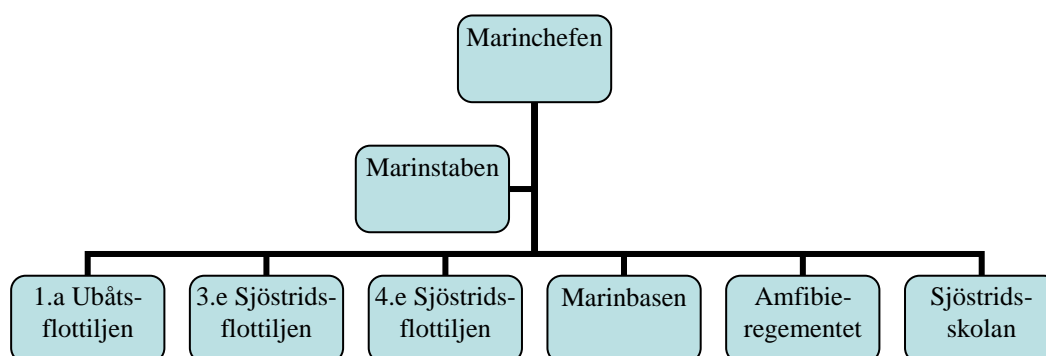 Marinchefen
Marinstaben
1.a Ubåts-
flottiljen
3.e Sjöstrids-
flottiljen
4.e Sjöstrids-
flottiljen
Marinbasen
Amfibie-
regementet
Sjöstrids-
skolan